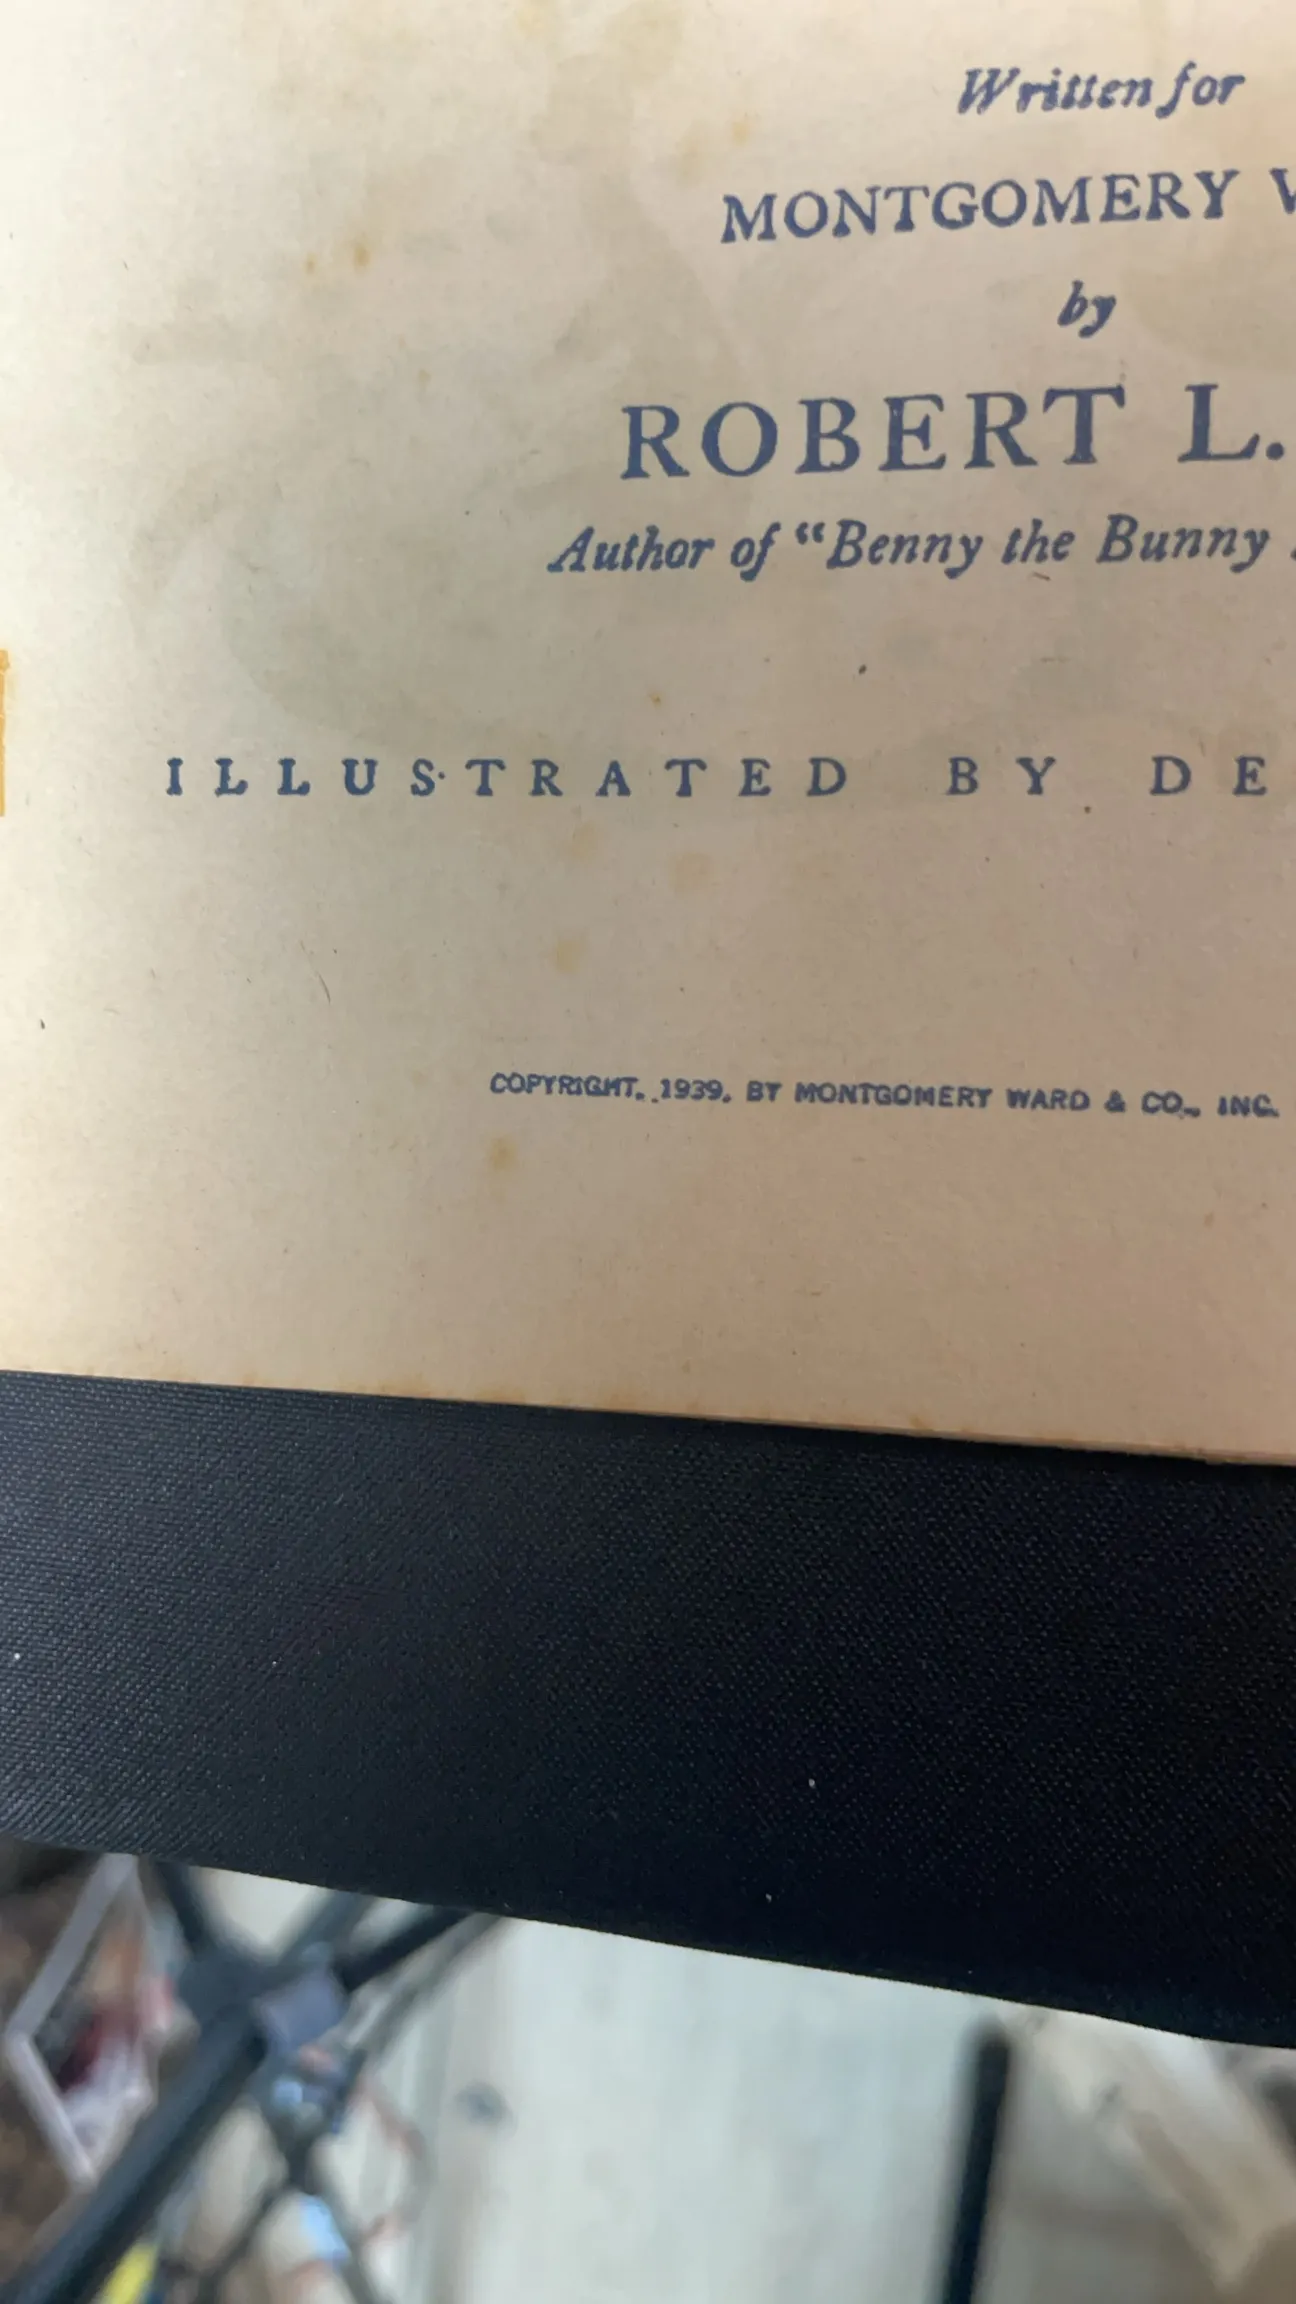 Written for
MONTGOMERY
by
ROBERT L.
Author of “Benny the Bunny
ILLUSTRATED BY DE
COPYRIGHT, 1939, BY MONTGOMERY WARD & CO., INC.